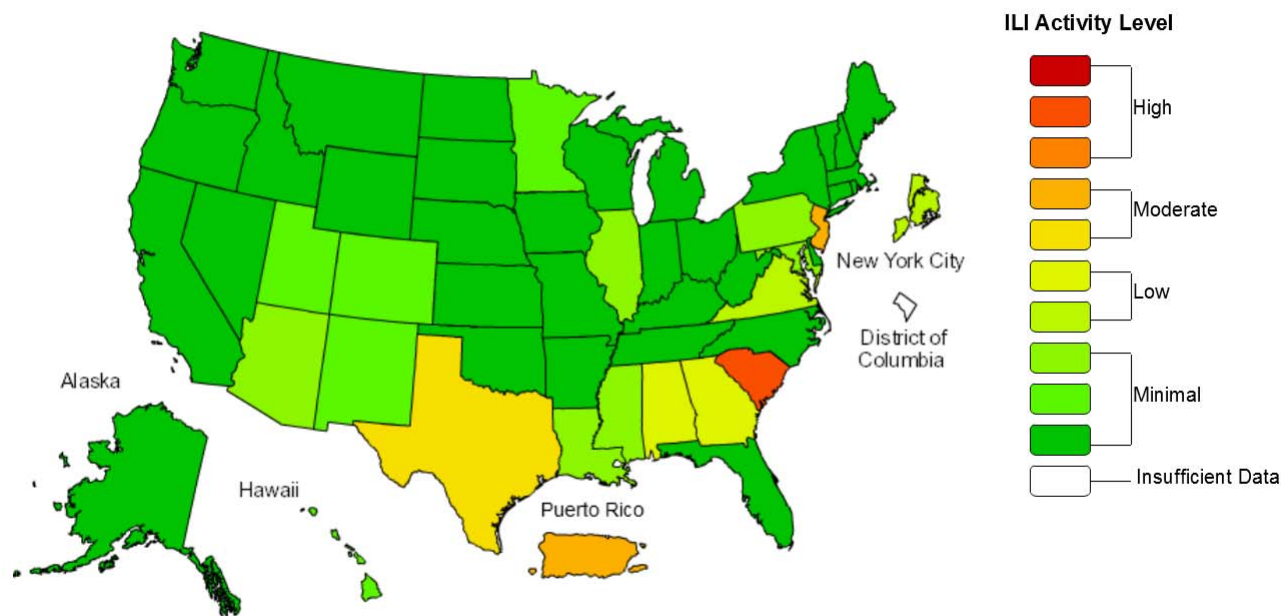 ILI Activity Level
High
Moderate
Low
Minimal
Insufficient Data
New York City
District of
Columbia
Alaska
Hawaii
Puerto Rico